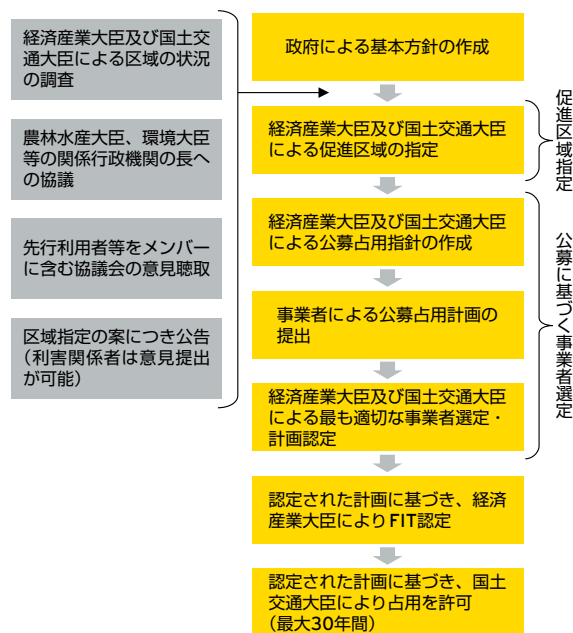 経済産業大臣及び国土交
通大臣による区域の状況
の調査
農林水産大臣、環境大臣
等の関係行政機関の長へ
の協議
先行利用者等をメンバー
に含む協議会の意見聴取
区域指定の案につき公告
（利害関係者は意見提出
が可能）
政府による基本方針の作成
経済産業大臣及び国土交通大臣
による促進区域の指定
経済産業大臣及び国土交通大臣
による公募占用指針の作成
事業者による公募占用計画の
提出
経済産業大臣及び国土交通大臣
による最も適切な事業者選定・
計画認定
認定された計画に基づき、経済
産業大臣によりFIT認定
認定された計画に基づき、国土
交通大臣により占用を許可
（最大30年間）
促進区域指定
公募に基づく事業者選定